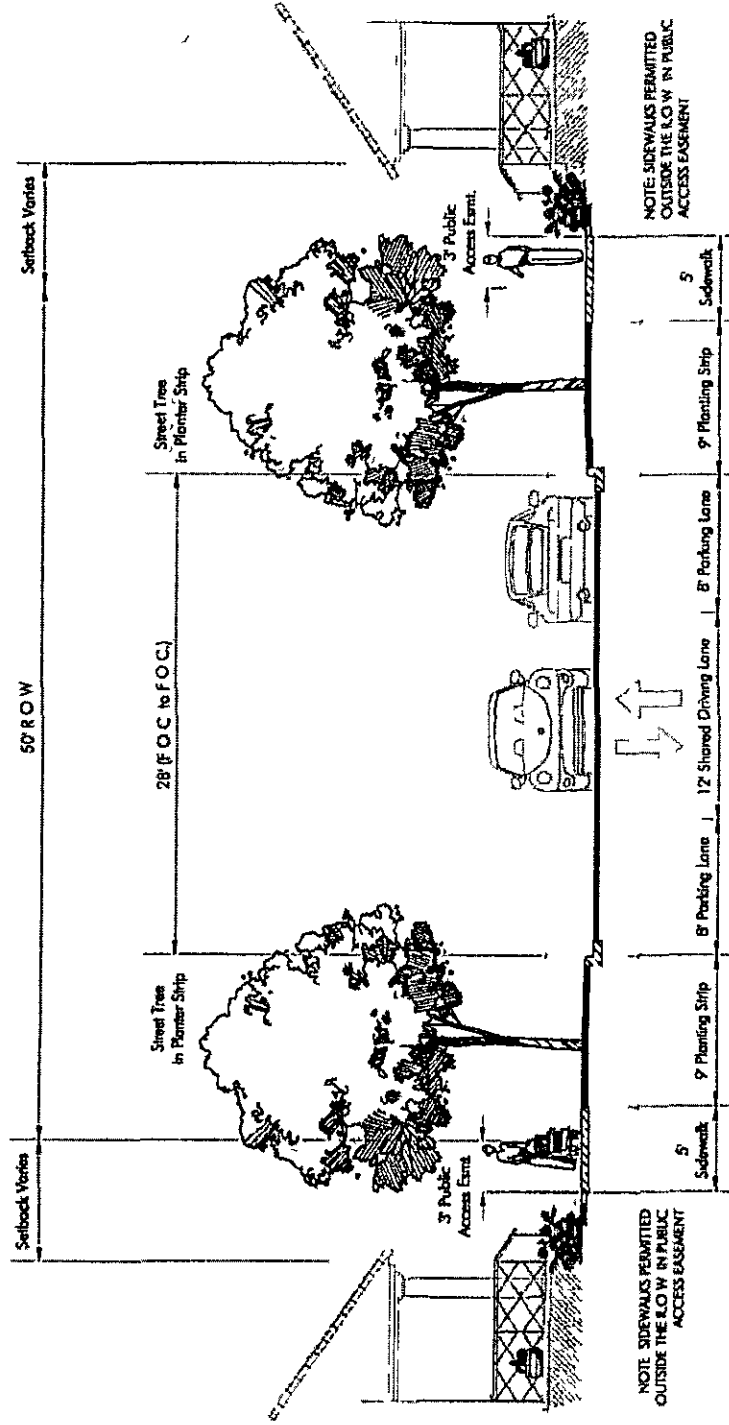 50' R O W
Setback Varies
Setback Varies
28' (F O C to F O C.)
Street Tree
in Planter Strip
Street Tree
in Planter Strip
3' Public
Access Esmt.
3' Public
Access Esmt.
5'
Sidewalk
9' Planting Strip
8' Parking Lane
12' Shared Driving Lane
8' Parking Lane
9' Planting Strip
5'
Sidewalk
NOTE SIDEWALKS PERMITTED
OUTSIDE THE R.O W IN PUBLIC
ACCESS EASEMENT
NOTE: SIDEWALKS PERMITTED
OUTSIDE THE R.O W IN PUBLIC
ACCESS EASEMENT